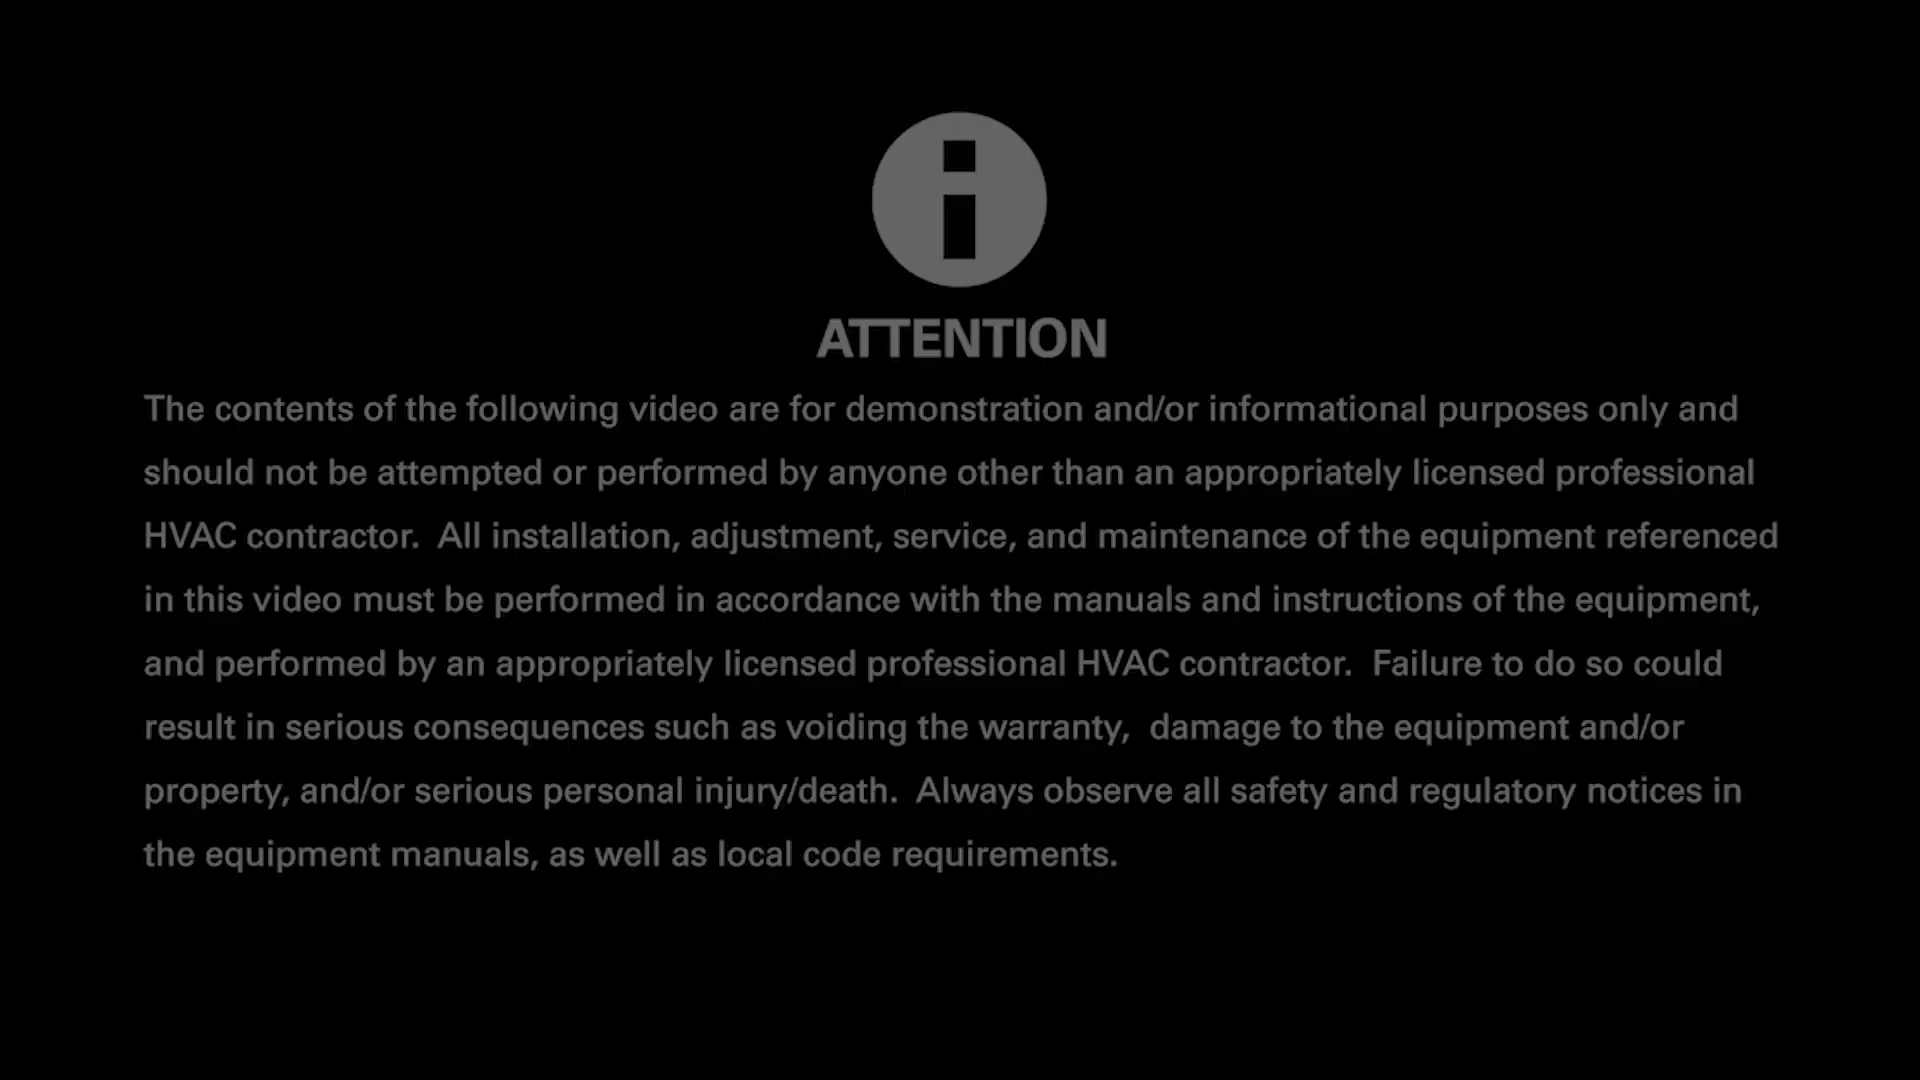 ATTENTION
The contents of the following video are for demonstration and/or informational purposes only and
should not be attempted or performed by anyone other than an appropriately licensed professional
HVAC contractor.  All installation, adjustment, service, and maintenance of the equipment referenced
in this video must be performed in accordance with the manuals and instructions of the equipment,
and performed by an appropriately licensed professional HVAC contractor.  Failure to do so could
result in serious consequences such as voiding the warranty,  damage to the equipment and/or
property, and/or serious personal injury/death.  Always observe all safety and regulatory notices in
the equipment manuals, as well as local code requirements.